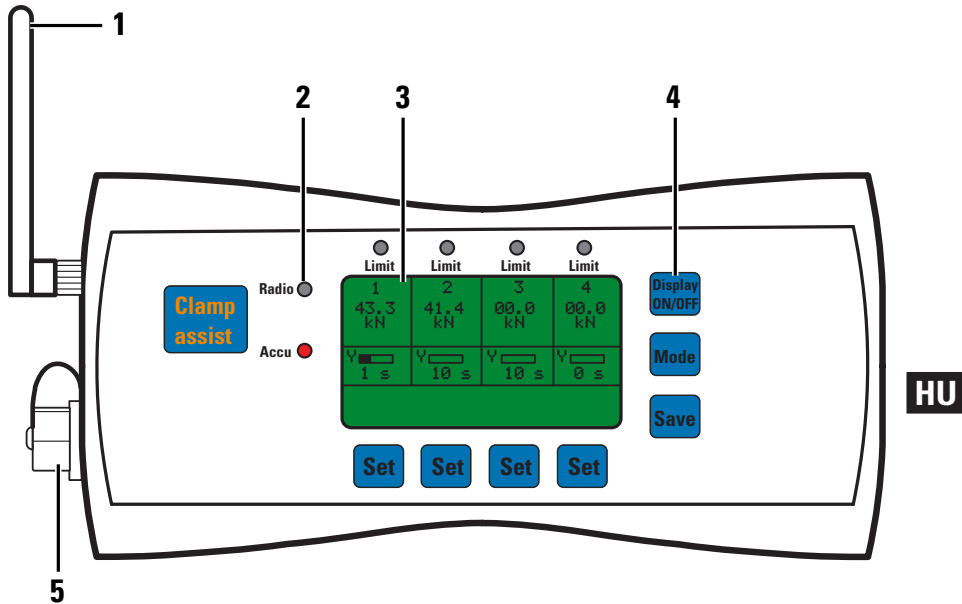 1
2 3 4
Limit Limit Limit Limit
Radio
Clamp
assist
Accu
1 2 3 4
43.3 41.4 00.0 00.0
kN kN kN kN
Y Y Y Y
1 s 10 s 10 s 0 s
Display
ON/OFF
Mode
Save
HU
Set Set Set Set
5